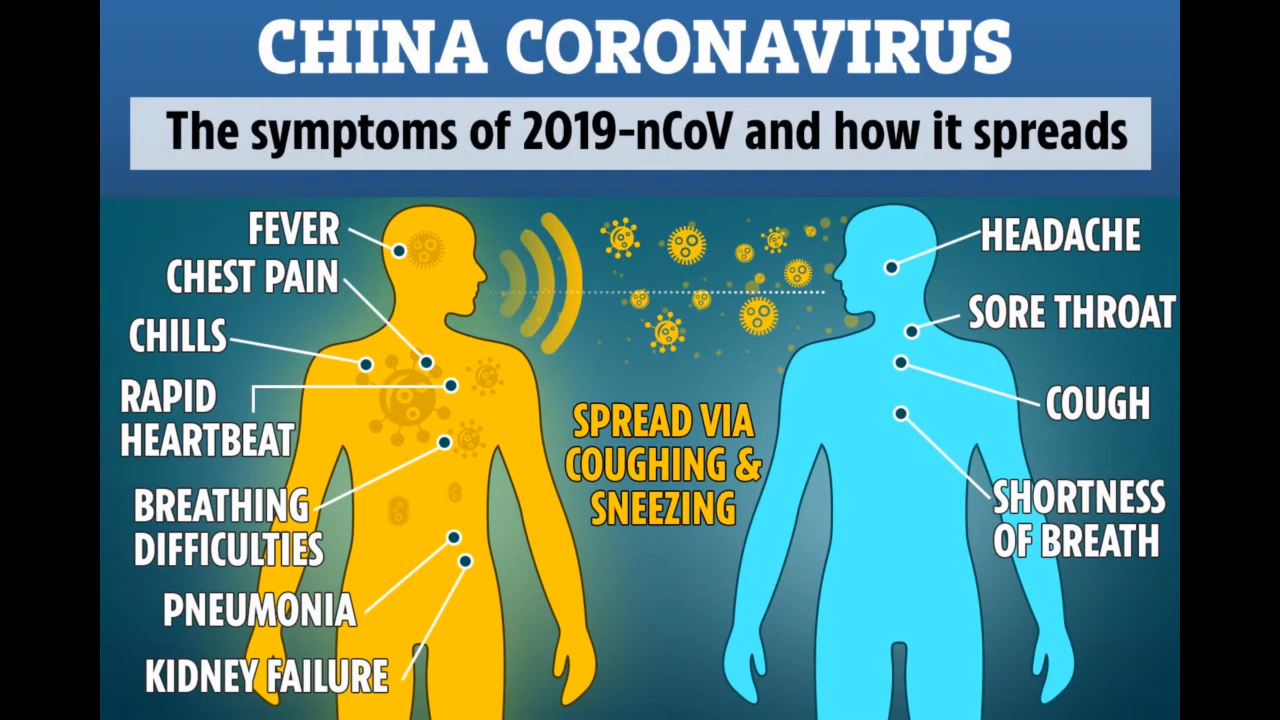 CHINA CORONAVIRUS
The symptoms of 2019-nCoV and how it spreads
FEVER
CHEST PAIN
CHILLS
RAPID
HEARTBEAT
BREATHING
DIFFICULTIES
PNEUMONIA
KIDNEY FAILURE
SPREAD VIA
COUGHING &
SNEEZING
HEADACHE
SORE THROAT
COUGH
SHORTNESS
OF BREATH